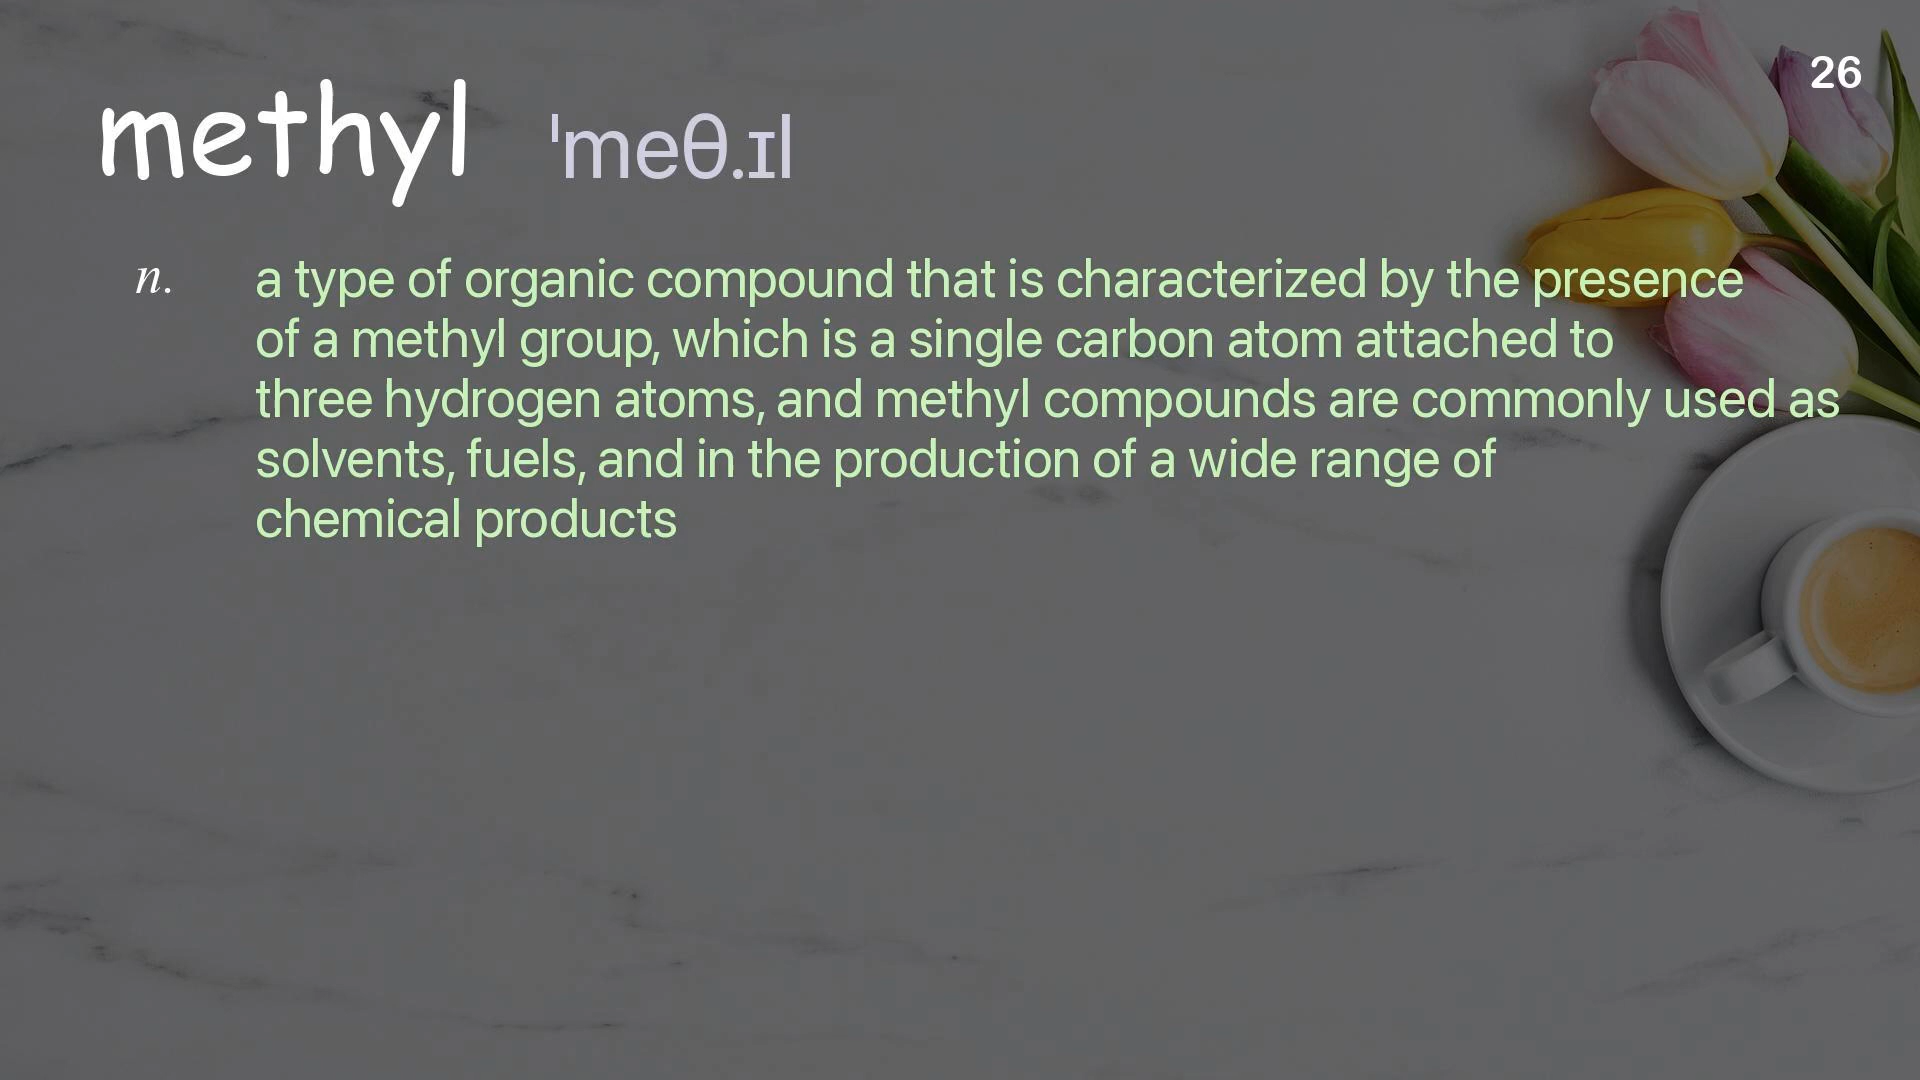 26
methyl ˈmeθ.ɪl
n. a type of organic compound that is characterized by the presence
of a methyl group, which is a single carbon atom attached to
three hydrogen atoms, and methyl compounds are commonly used as
solvents, fuels, and in the production of a wide range of
chemical products